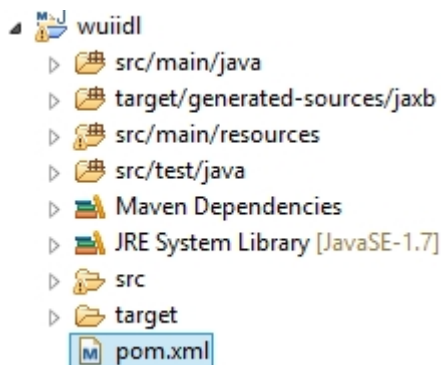 wuiidl
src/main/java
target/generated-sources/jaxb
src/main/resources
src/test/java
Maven Dependencies
JRE System Library [JavaSE-1.7]
src
target
pom.xml